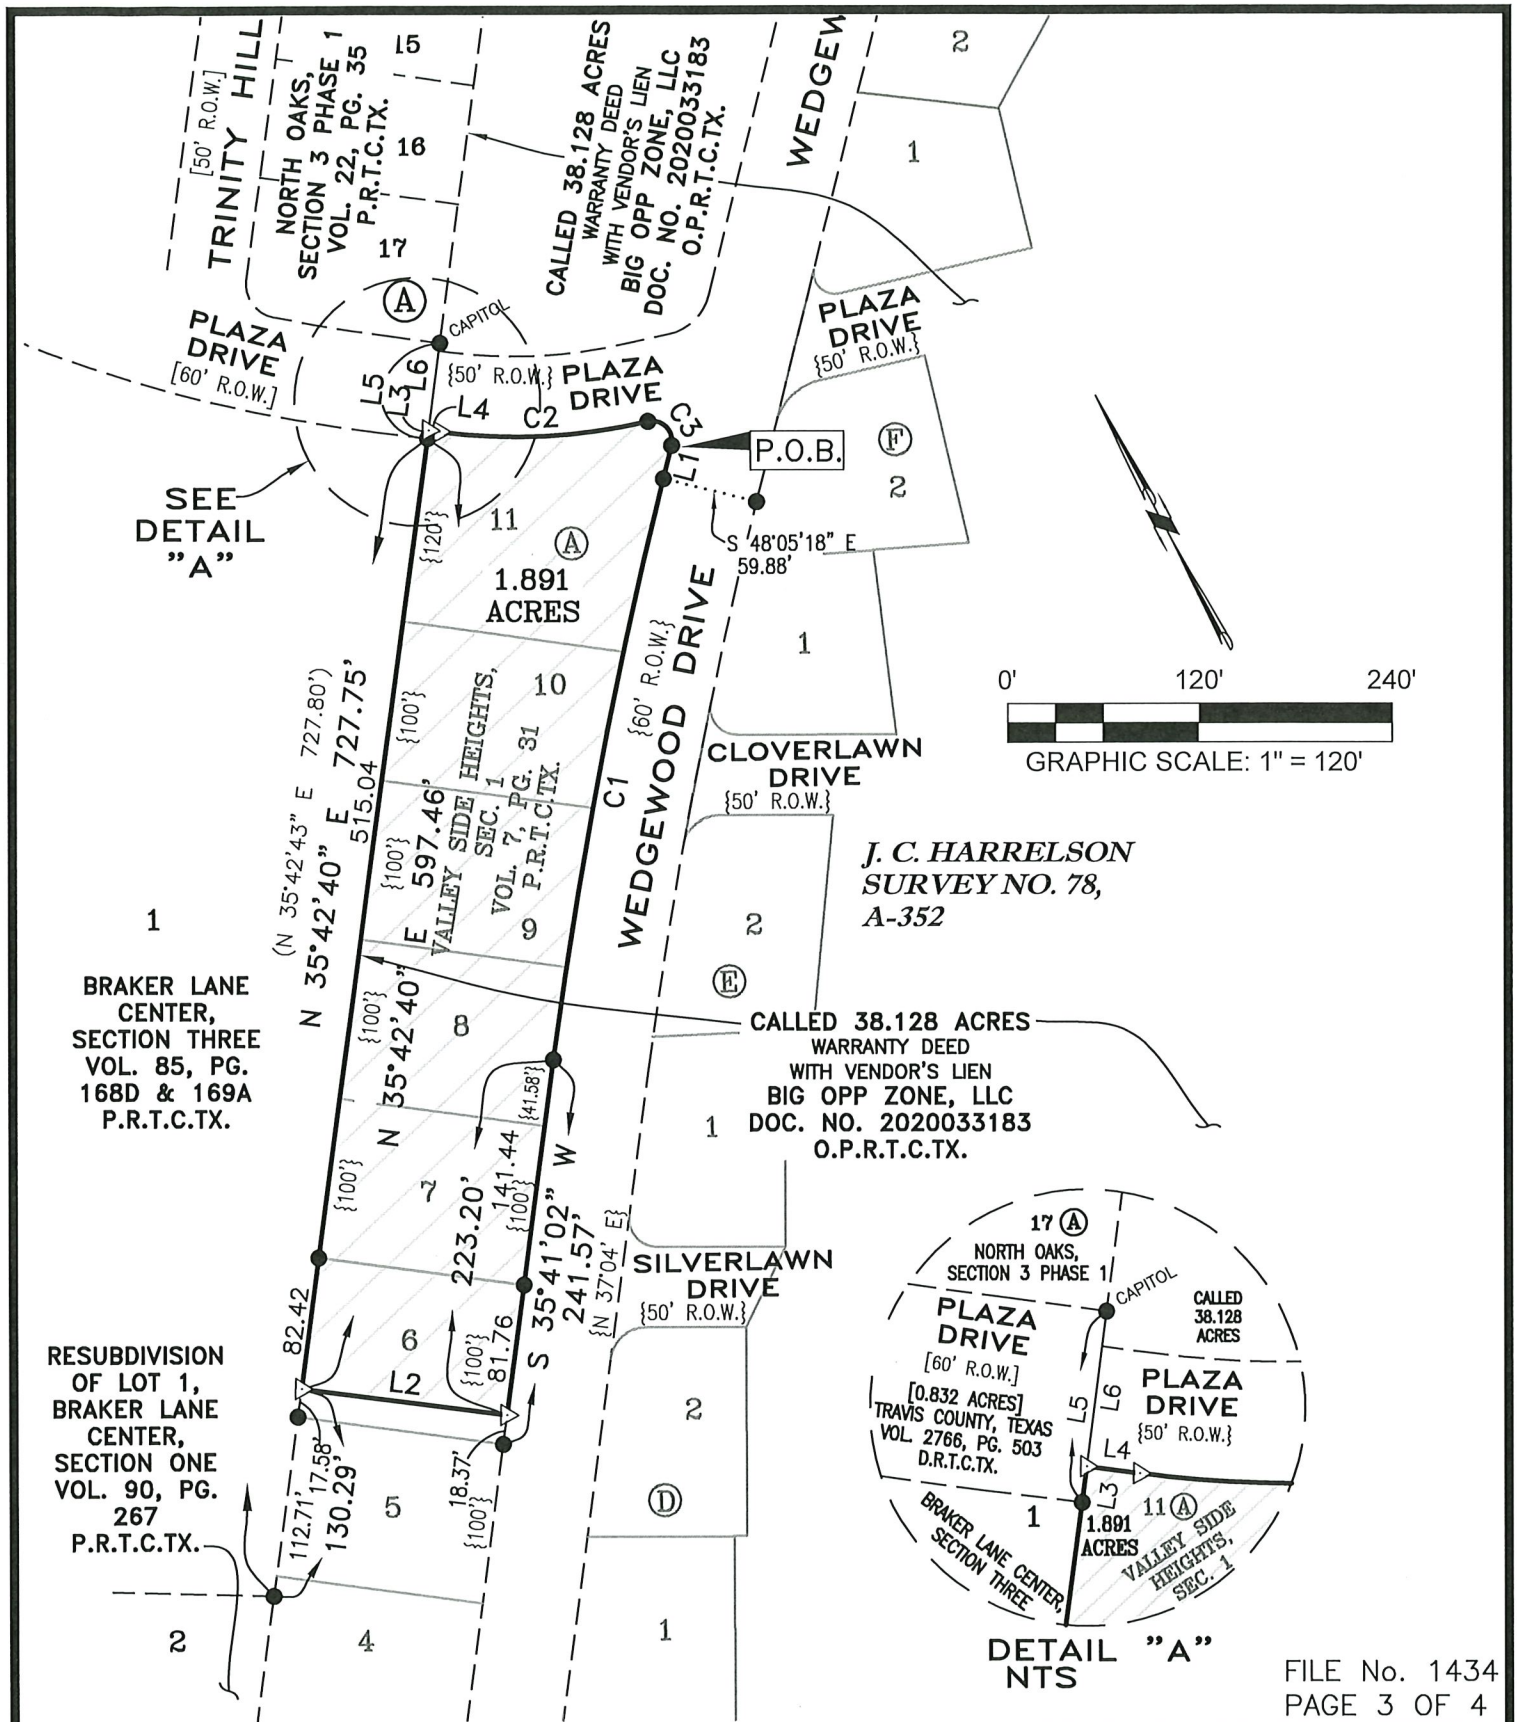 TRINITY HILL
[50' R.O.W.]
NORTH OAKS,
SECTION 3 PHASE 1
VOL. 22, PG. 35
P.R.T.C.TX.
15
16
17
A
CALLED 38.128 ACRES
WARRANTY DEED
WITH VENDOR'S LIEN
BIG OPP ZONE, LLC
DOC. NO. 2020033183
O.P.R.T.C.TX.
WEDGEW
2
1
PLAZA
DRIVE
{50' R.O.W.}
PLAZA
DRIVE
[60' R.O.W.]
CAPITOL
L5
L3
L6
L4
{50' R.O.W.}
PLAZA
DRIVE
C2
C3
L1
P.O.B.
F
2
SEE
DETAIL
"A"
S 48°05'18" E
59.88'
{120'}
11
A
1.891
ACRES
1
{60' R.O.W.}
WEDGEWOOD DRIVE
C1
0' 120' 240'
GRAPHIC SCALE: 1" = 120'
(N 35°42'43" E 727.80')
N 35°42'40" E 727.75'
515.04
{100'}
10
VALLEY SIDE HEIGHTS,
SEC. 1
VOL. 7, PG. 31
P.R.T.C.TX.
N 35°42'40" E 597.46'
{100'}
9
CLOVERLAWN
DRIVE
{50' R.O.W.}
J. C. HARRELSON
SURVEY NO. 78,
A-352
2
E
1
BRAKER LANE
CENTER,
SECTION THREE
VOL. 85, PG.
168D & 169A
P.R.T.C.TX.
{100'}
8
CALLED 38.128 ACRES
WARRANTY DEED
WITH VENDOR'S LIEN
BIG OPP ZONE, LLC
DOC. NO. 2020033183
O.P.R.T.C.TX.
1
{41.58'}
{100'}
7
223.20'
141.44
{100'}
S 35°41'02" W
241.57'
{N 37°04' E}
SILVERLAWN
DRIVE
{50' R.O.W.}
82.42
6
L2
{100'}
81.76
RESUBDIVISION
OF LOT 1,
BRAKER LANE
CENTER,
SECTION ONE
VOL. 90, PG.
267
P.R.T.C.TX.
17.58'
112.71'
130.29'
18.37'
{100'}
5
2
D
2
4
1
17 A
NORTH OAKS,
SECTION 3 PHASE 1
CAPITOL
CALLED
38.128
ACRES
PLAZA
DRIVE
[60' R.O.W.]
[0.832 ACRES]
TRAVIS COUNTY, TEXAS
VOL. 2766, PG. 503
D.R.T.C.TX.
L5
L6
PLAZA
DRIVE
{50' R.O.W.}
L4
L3
1
11 A
1.891
ACRES
BRAKER LANE CENTER,
SECTION THREE
VALLEY SIDE
HEIGHTS,
SEC. 1
DETAIL "A"
NTS
FILE No. 1434
PAGE 3 OF 4